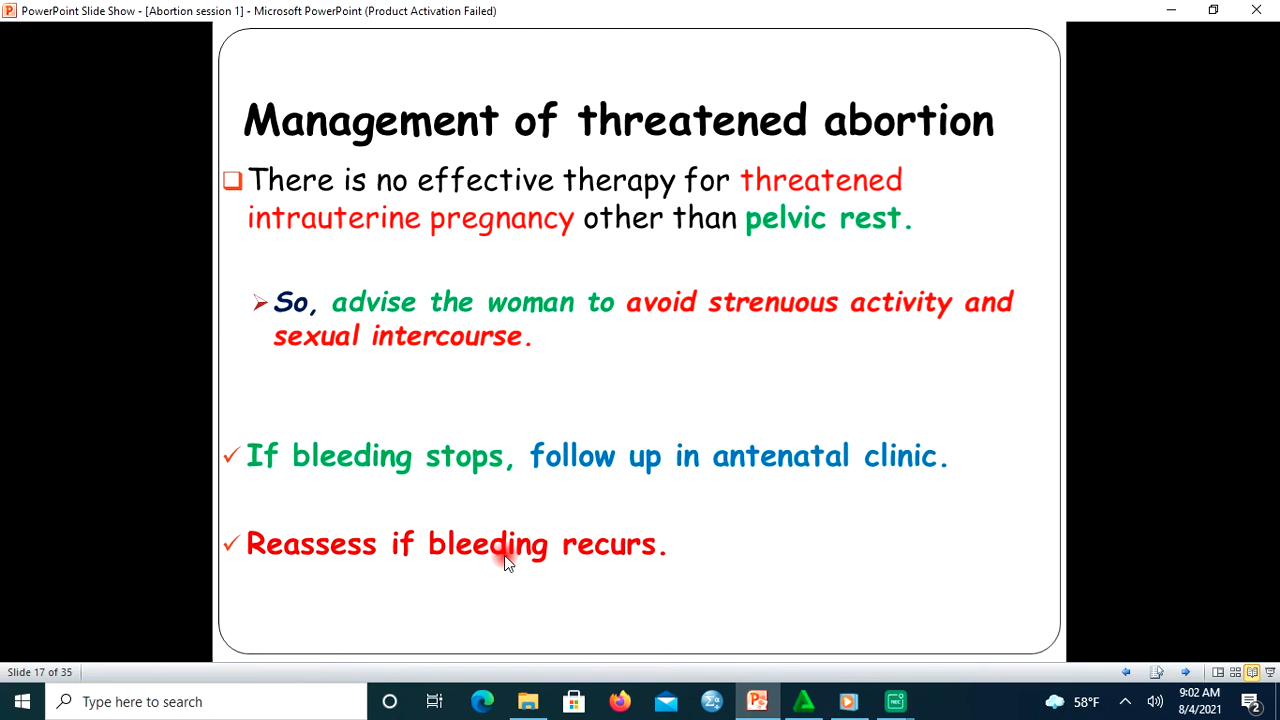 PowerPoint Slide Show - [Abortion session 1] - Microsoft PowerPoint (Product Activation Failed)
Management of threatened abortion
There is no effective therapy for threatened
intrauterine pregnancy other than pelvic rest.
So, advise the woman to avoid strenuous activity and
sexual intercourse.
If bleeding stops, follow up in antenatal clinic.
Reassess if bleeding recurs.
Slide 17 of 35
Type here to search
58°F
9:02 AM
8/4/2021
2